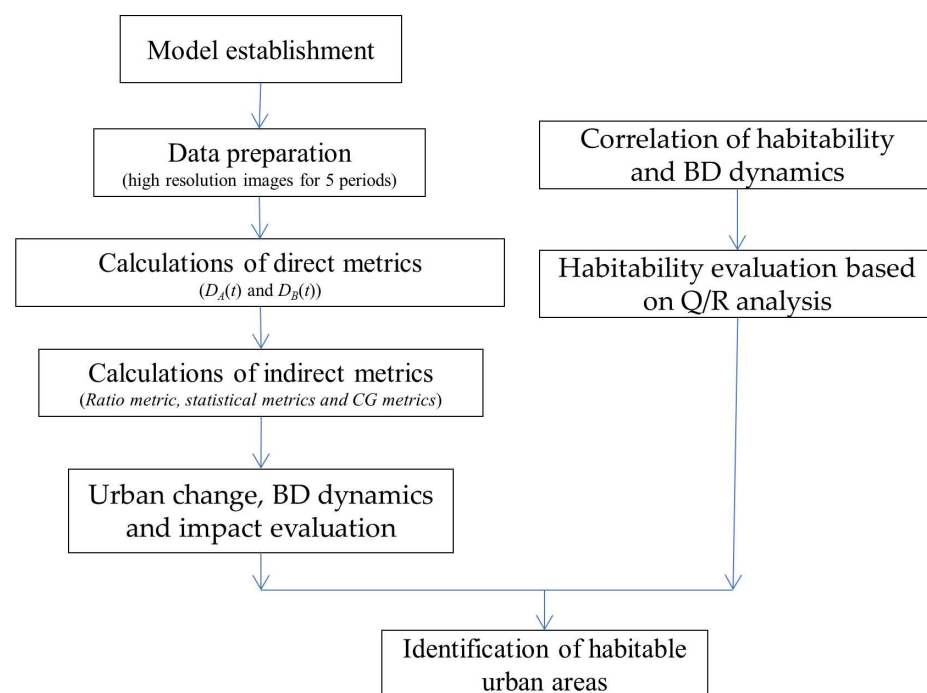 Model establishment
Data preparation
(high resolution images for 5 periods)
Calculations of direct metrics
(D_A(t) and D_B(t))
Calculations of indirect metrics
(Ratio metric, statistical metrics and CG metrics)
Urban change, BD dynamics
and impact evaluation
Correlation of habitability
and BD dynamics
Habitability evaluation based
on Q/R analysis
Identification of habitable
urban areas